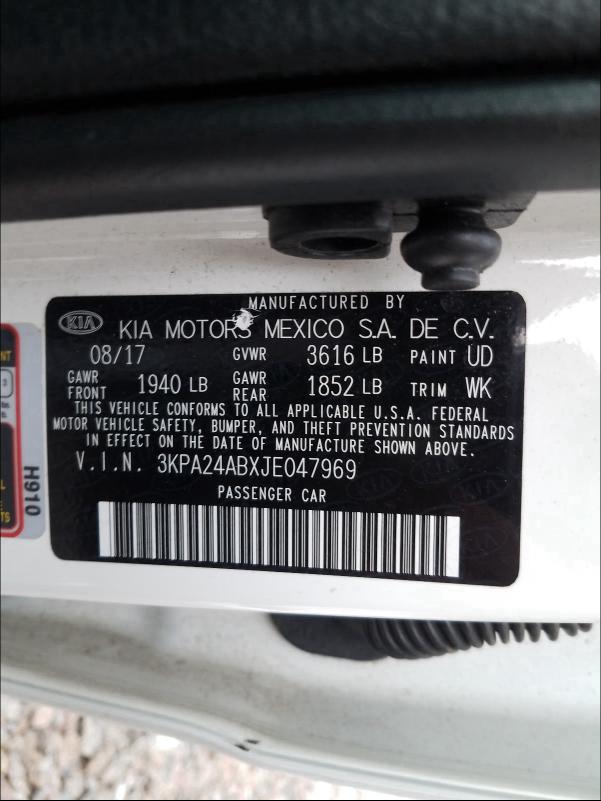 MANUFACTURED BY
KIA KIA MOTORS MEXICO S.A. DE C.V.
08/17 GVWR 3616 LB PAINT UD
GAWR FRONT 1940 LB GAWR REAR 1852 LB TRIM WK
THIS VEHICLE CONFORMS TO ALL APPLICABLE U.S.A. FEDERAL
MOTOR VEHICLE SAFETY, BUMPER, AND THEFT PREVENTION STANDARDS
IN EFFECT ON THE DATE OF MANUFACTURE SHOWN ABOVE.
V.I.N. 3KPA24ABXJE047969
PASSENGER CAR
H910